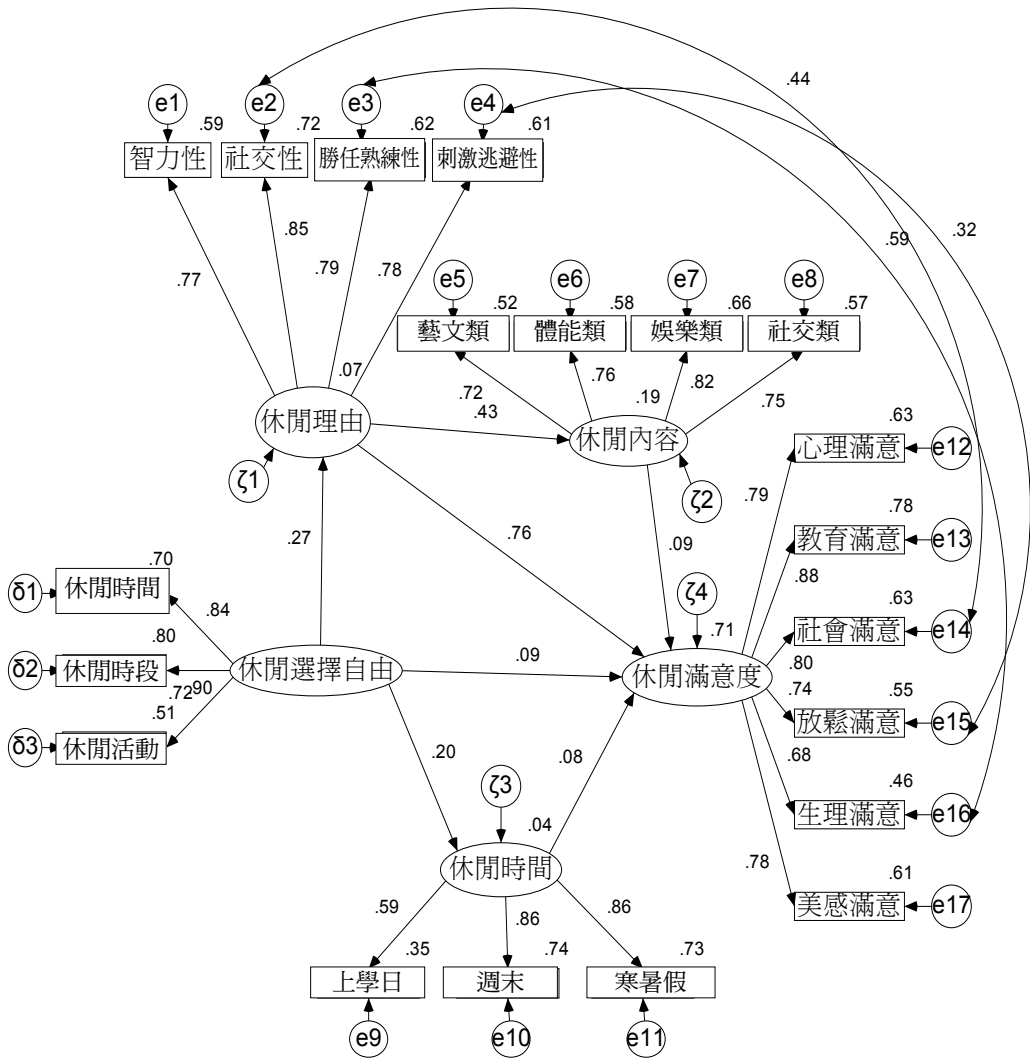 .44
e1 e2 e3 e4
.59 .72 .62 .61
智力性 社交性 勝任熟練性 刺激逃避性
.32
.59
.85
.77 .79 .78
e5 e6 e7 e8
.52 .58 .66 .57
藝文類 體能類 娛樂類 社交類
.07 .72 .76 .19 .82 .75
休閒理由 .43 休閒內容
.63
心理滿意 e12
ζ1 ζ2
.79
.78
.27 .76 教育滿意 e13
.09 .88
.70
δ1 休閒時間 ζ4 .63
.84 .71 社會滿意 e14
.80
δ2 休閒時段 休閒選擇自由 .09 休閒滿意度 .80
.72 .90 .74 .55
.51 放鬆滿意 e15
δ3 休閒活動
.20 ζ3 .08 .68
.46
.04 生理滿意 e16
休閒時間 .78
.61
.59 .86 .86 美感滿意 e17
.35 .74 .73
上學日 週末 寒暑假
e9 e10 e11